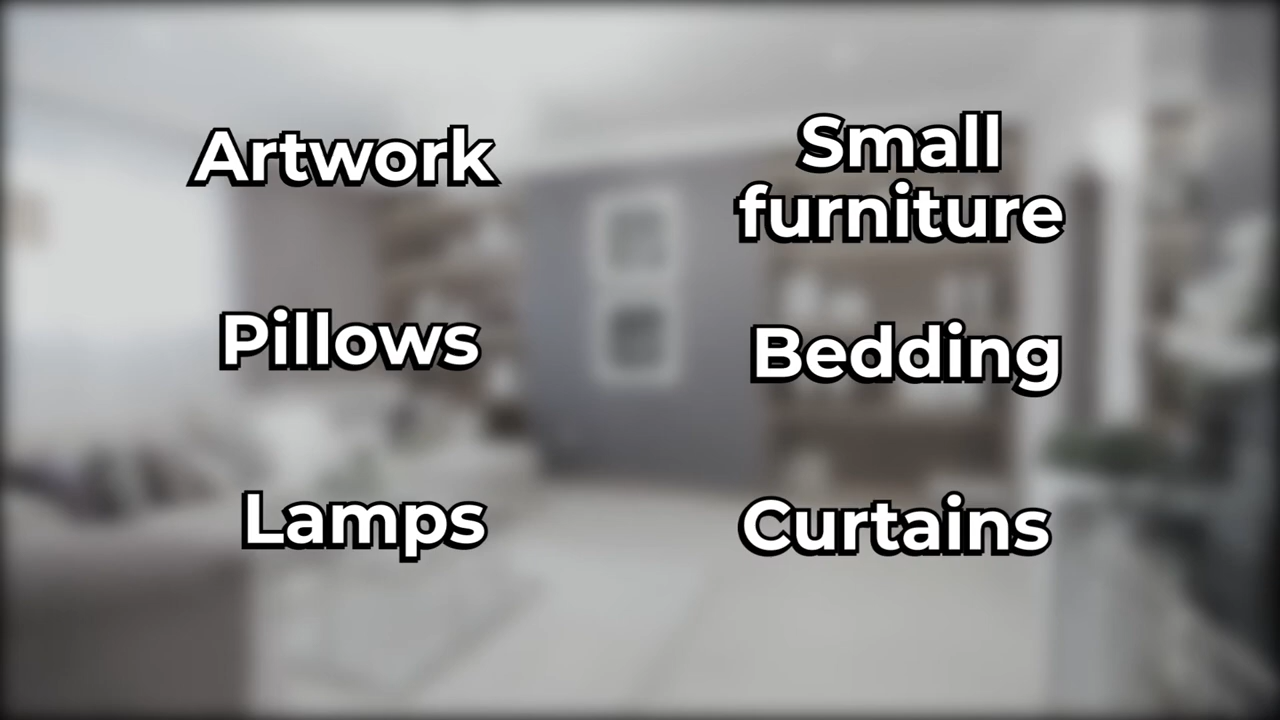 Artwork
Pillows
Lamps
Small
furniture
Bedding
Curtains